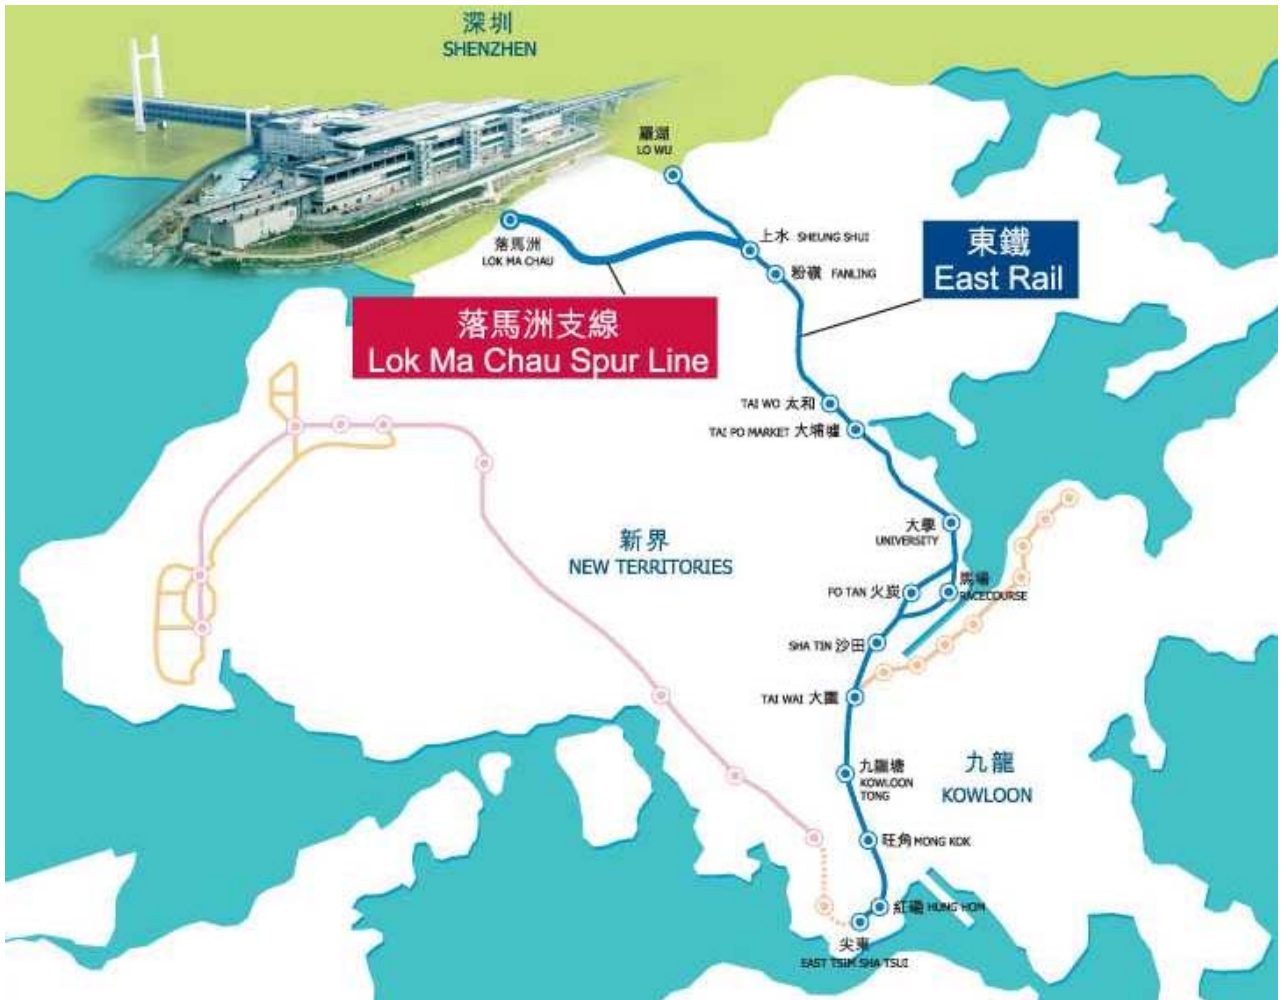 深圳
SHENZHEN
羅湖
LO WU
落馬洲
LOK MA CHAU
上水 SHEUNG SHUI
粉嶺 FANLING
東鐵
East Rail
落馬洲支線
Lok Ma Chau Spur Line
TAI WO 太和
TAI PO MARKET 大埔墟
新界
NEW TERRITORIES
大學
UNIVERSITY
FO TAN 火炭
馬場
RACECOURSE
SHA TIN 沙田
TAI WAI 大圍
九龍塘
KOWLOON
TONG
九龍
KOWLOON
旺角 MONG KOK
紅磡 HUNG HOM
尖東
EAST TSIM SHA TSUI